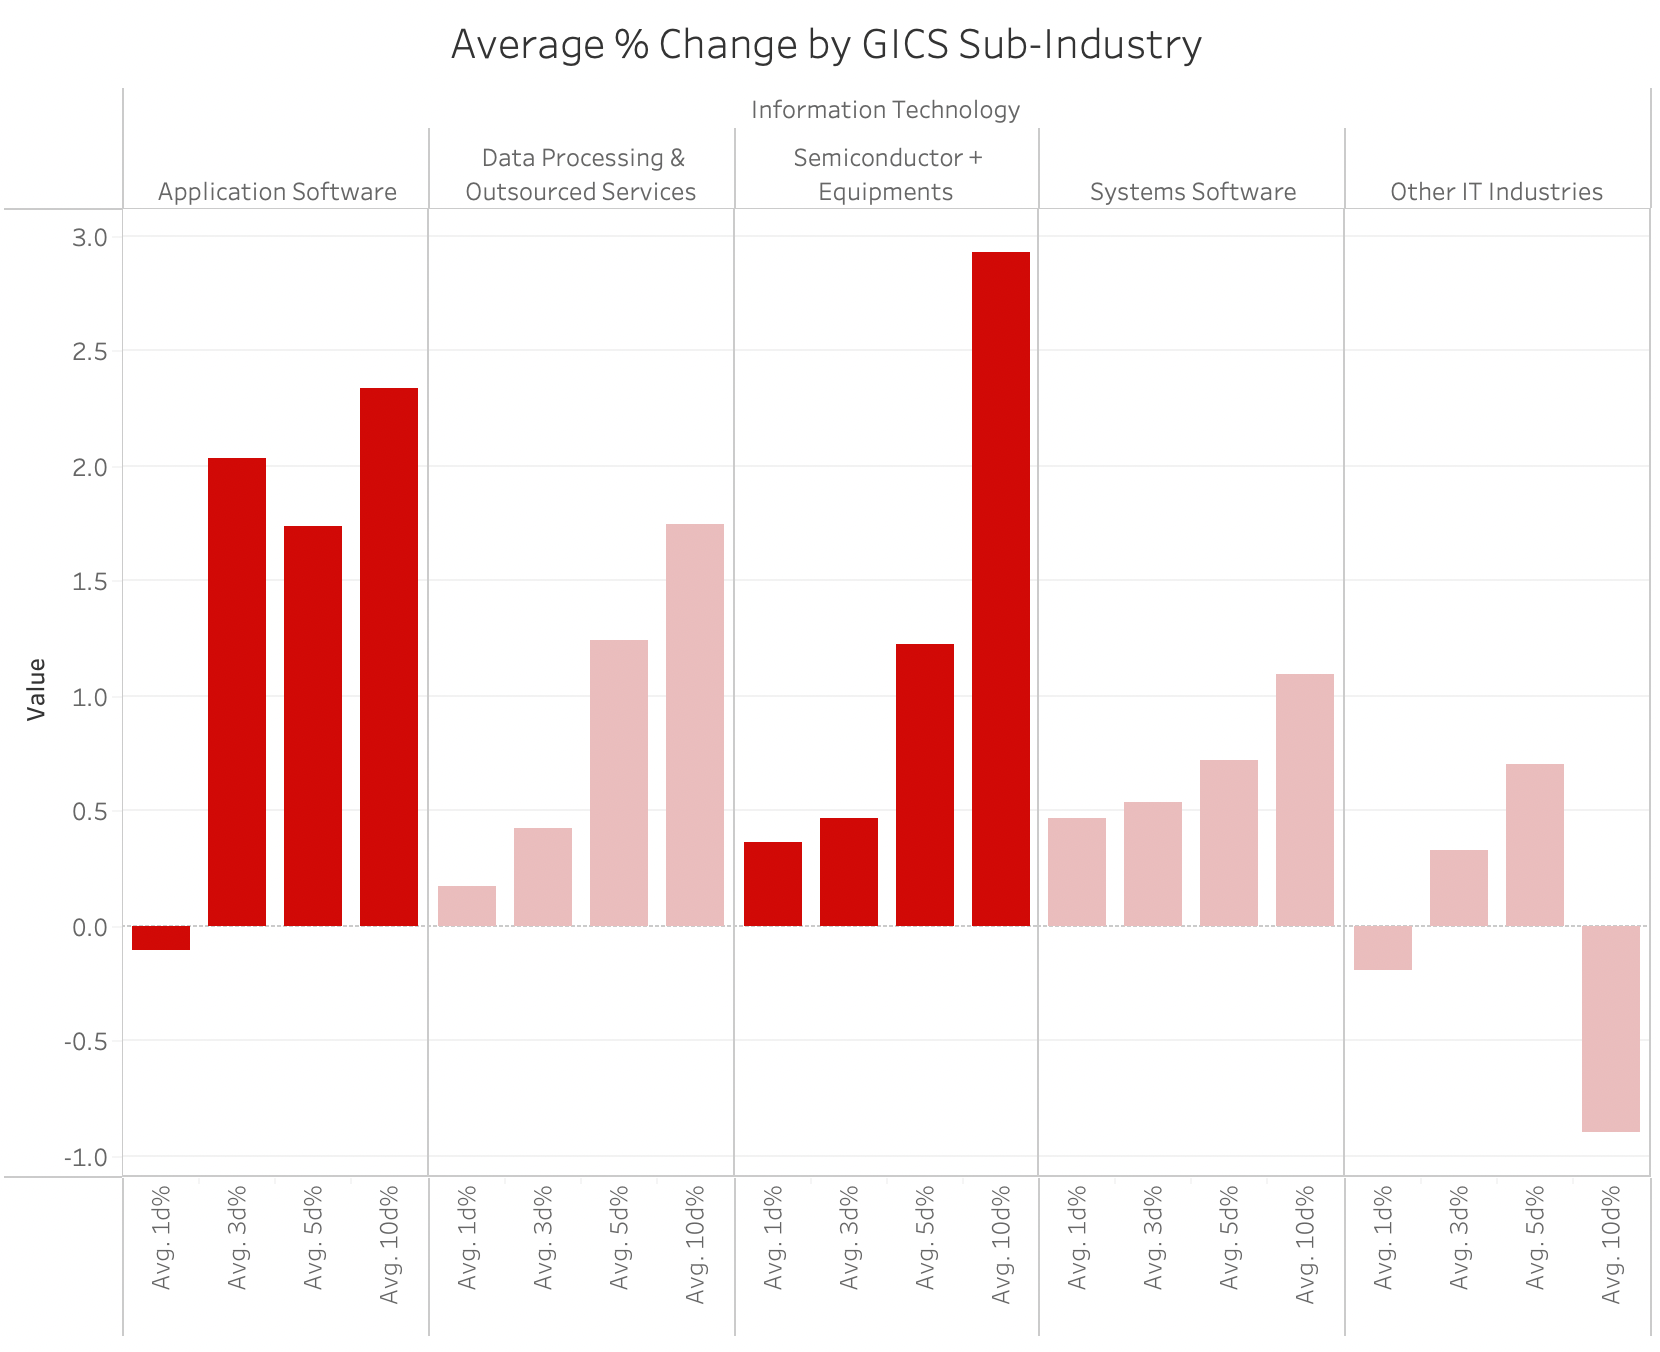 Average % Change by GICS Sub-Industry
Information Technology
Application Software
Data Processing &
Outsourced Services
Semiconductor +
Equipments
Systems Software
Other IT Industries
Value
3.0
2.5
2.0
1.5
1.0
0.5
0.0
-0.5
-1.0
Avg. 1d%
Avg. 3d%
Avg. 5d%
Avg. 10d%
Avg. 1d%
Avg. 3d%
Avg. 5d%
Avg. 10d%
Avg. 1d%
Avg. 3d%
Avg. 5d%
Avg. 10d%
Avg. 1d%
Avg. 3d%
Avg. 5d%
Avg. 10d%
Avg. 1d%
Avg. 3d%
Avg. 5d%
Avg. 10d%